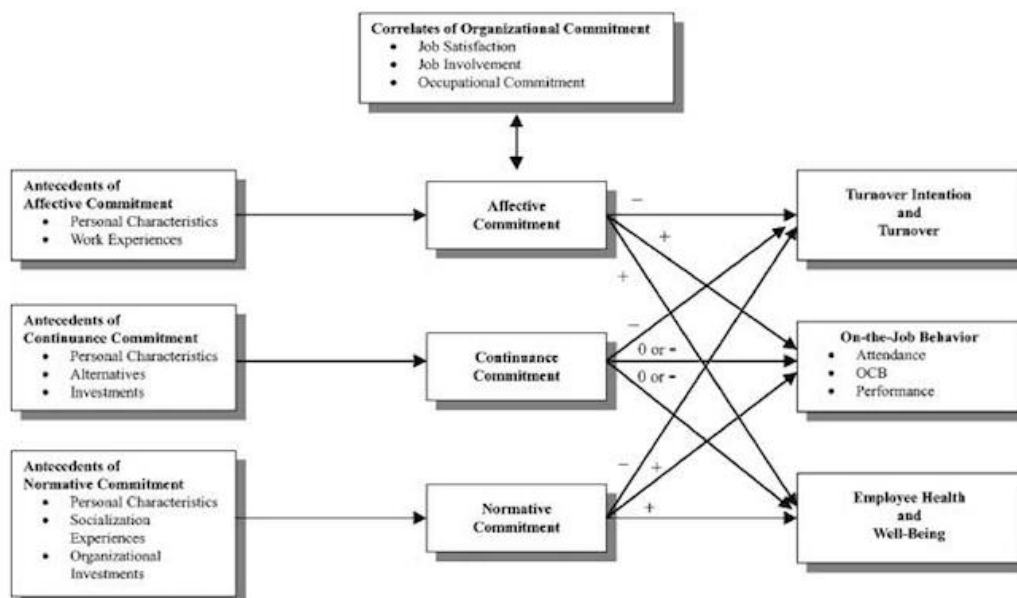 Correlates of Organizational Commitment
• Job Satisfaction
• Job Involvement
• Occupational Commitment
Antecedents of
Affective Commitment
• Personal Characteristics
• Work Experiences
Affective
Commitment
Turnover Intention
and
Turnover
−
+
+
Antecedents of
Continuance Commitment
• Personal Characteristics
• Alternatives
• Investments
Continuance
Commitment
−
0 or -
0 or -
On-the-Job Behavior
• Attendance
• OCB
• Performance
Antecedents of
Normative Commitment
• Personal Characteristics
• Socialization
Experiences
• Organizational
Investments
Normative
Commitment
−
+
+
Employee Health
and
Well-Being